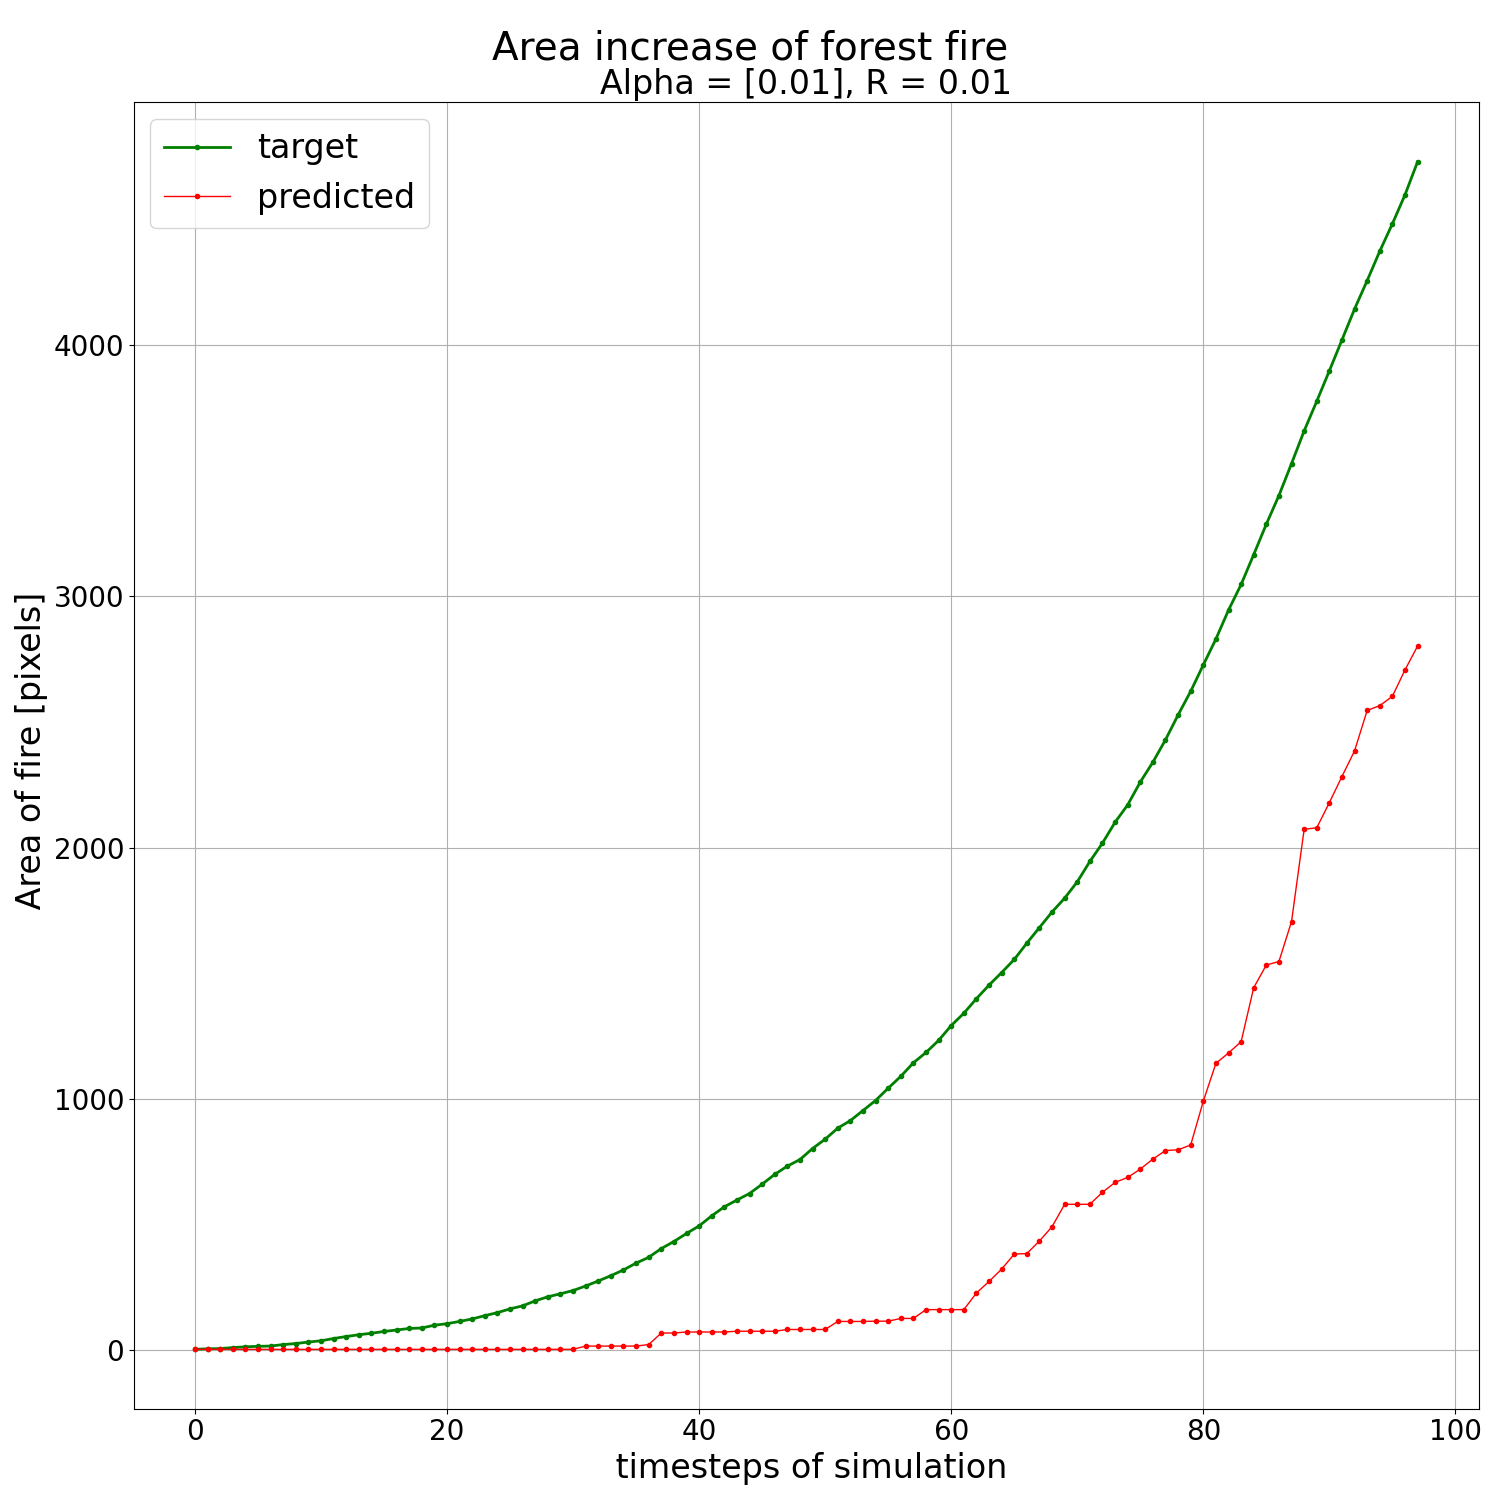 Area increase of forest fire
Alpha = [0.01], R = 0.01
target
predicted
Area of fire [pixels]
4000
3000
2000
1000
0
0 20 40 60 80 100
timesteps of simulation